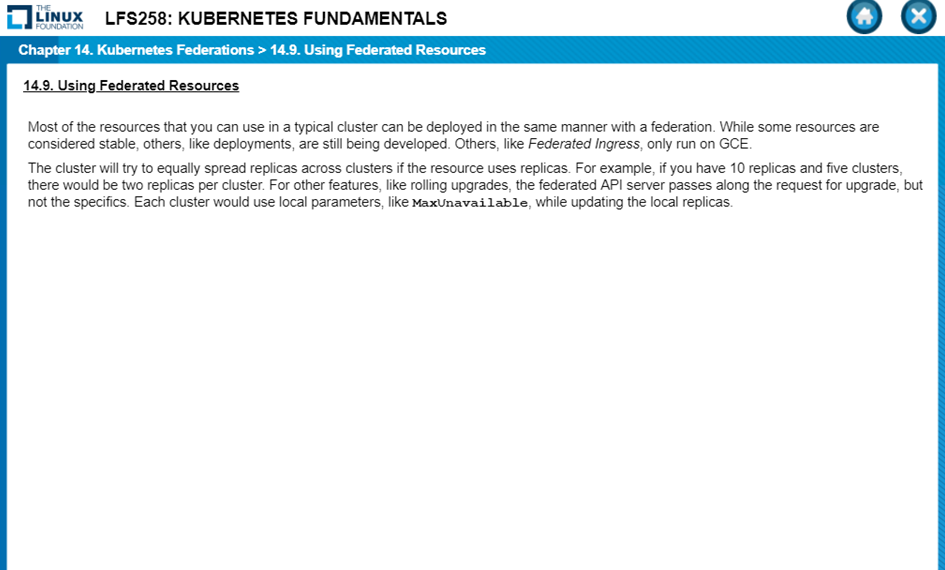 THE
LINUX
FOUNDATION
LFS258: KUBERNETES FUNDAMENTALS
Chapter 14. Kubernetes Federations > 14.9. Using Federated Resources
14.9. Using Federated Resources
Most of the resources that you can use in a typical cluster can be deployed in the same manner with a federation. While some resources are
considered stable, others, like deployments, are still being developed. Others, like Federated Ingress, only run on GCE.
The cluster will try to equally spread replicas across clusters if the resource uses replicas. For example, if you have 10 replicas and five clusters,
there would be two replicas per cluster. For other features, like rolling upgrades, the federated API server passes along the request for upgrade, but
not the specifics. Each cluster would use local parameters, like MaxUnavailable, while updating the local replicas.